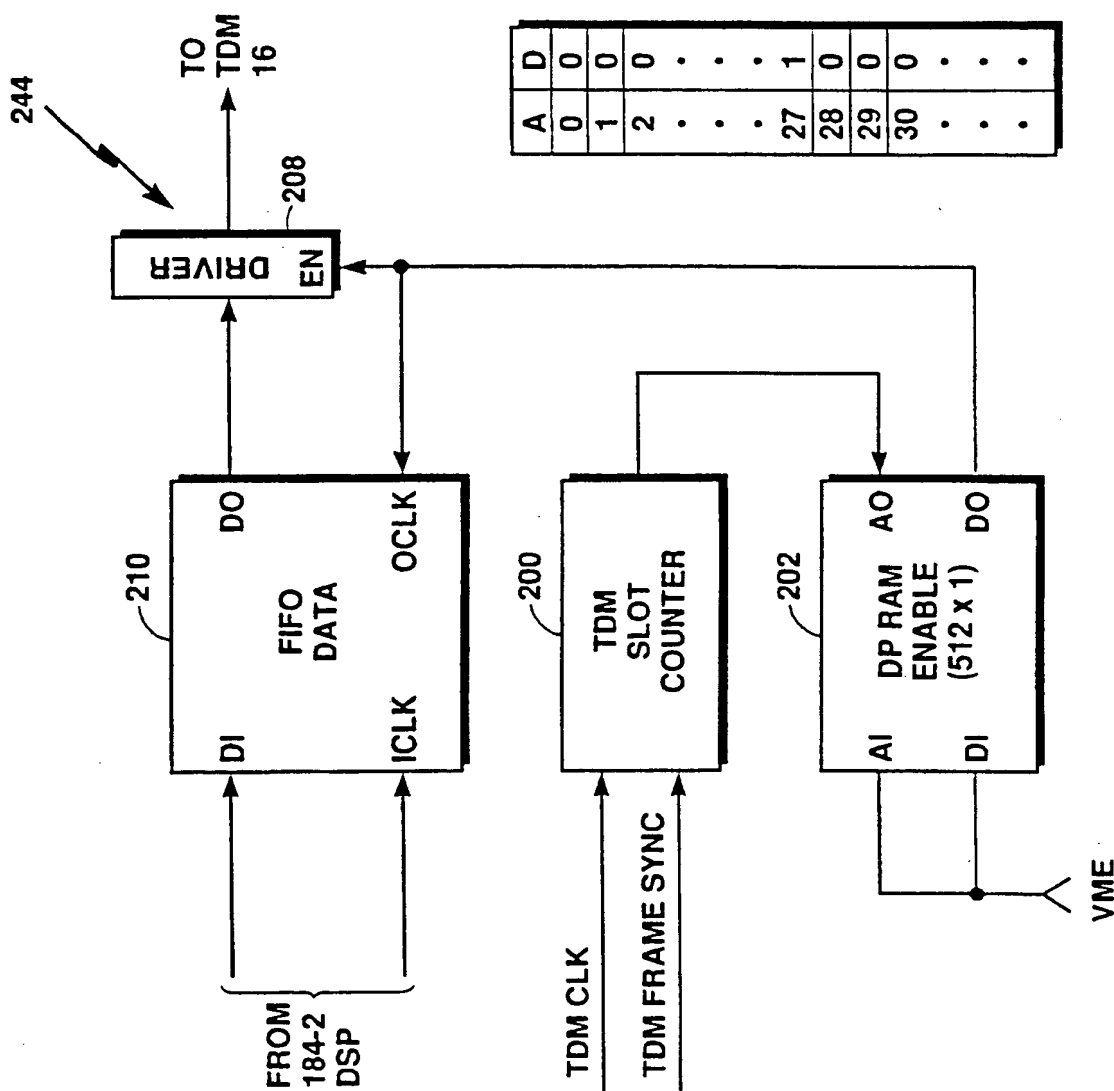 244
TO
TDM
16
DRIVER
EN
208
210
DI
DO
FIFO
DATA
ICLK
OCLK
FROM
184-2
DSP
200
TDM
SLOT
COUNTER
TDM CLK
TDM FRAME SYNC
202
AI
AO
DP RAM
ENABLE
(512 x 1)
DI
DO
VME
A D
0 0
1 0
2 0
. .
. .
. .
27 1
28 0
29 0
30 0
. .
. .
. .